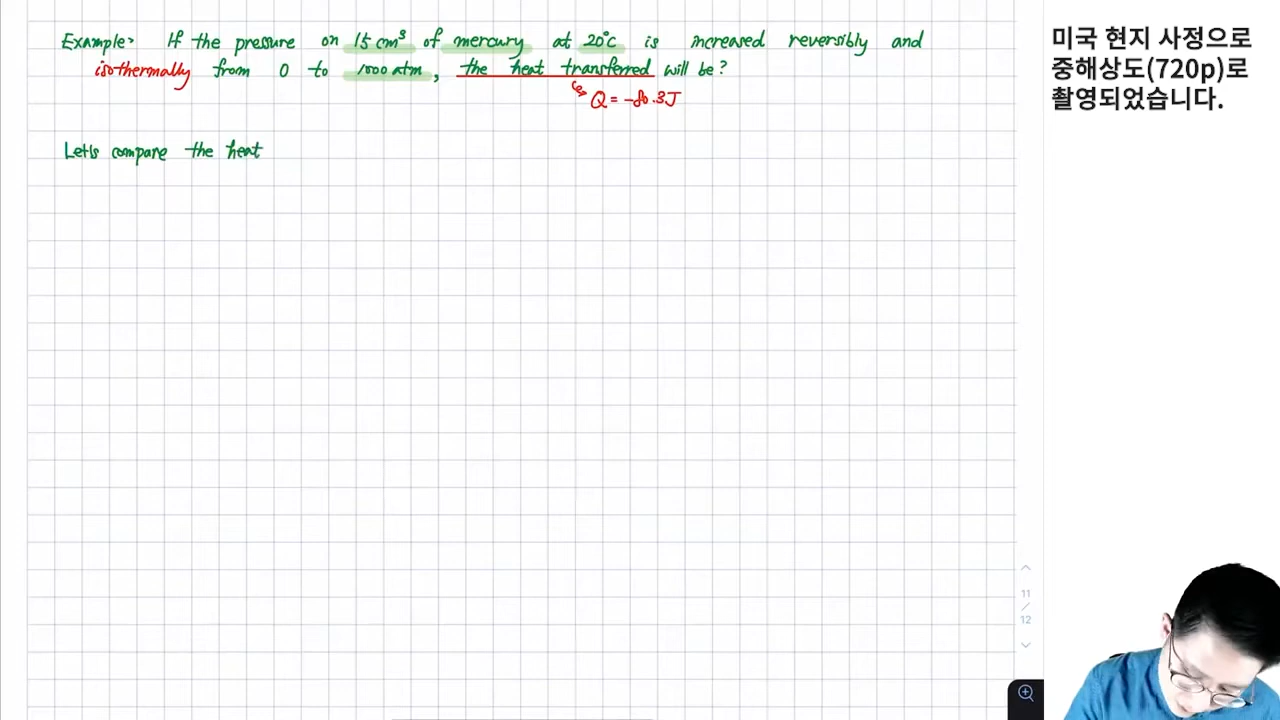 Example> If the pressure on 15 cm³ of mercury at 20°C is increased reversibly and
isothermally from 0 to 1000 atm, the heat transferred will be?
Q = -80.3J
Let's compare the heat
미국 현지 사정으로
중해상도(720p)로
촬영되었습니다.
11
/
12